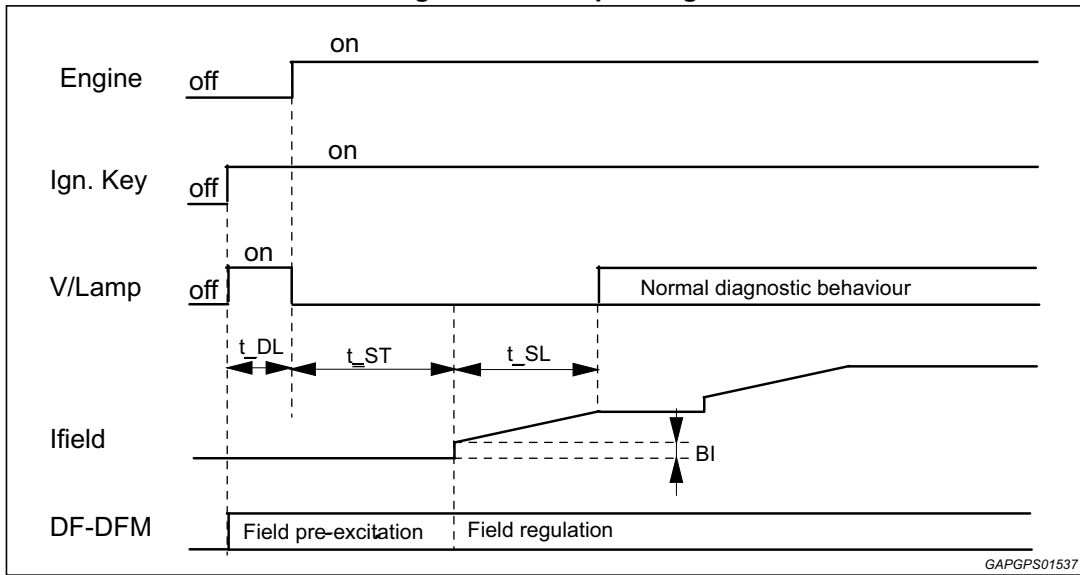 on
Engine off
on
Ign. Key off
on
V/Lamp off Normal diagnostic behaviour
t_DL t_ST t_SL
Ifield
BI
DF-DFM Field pre-excitation Field regulation
GAPGPS01537